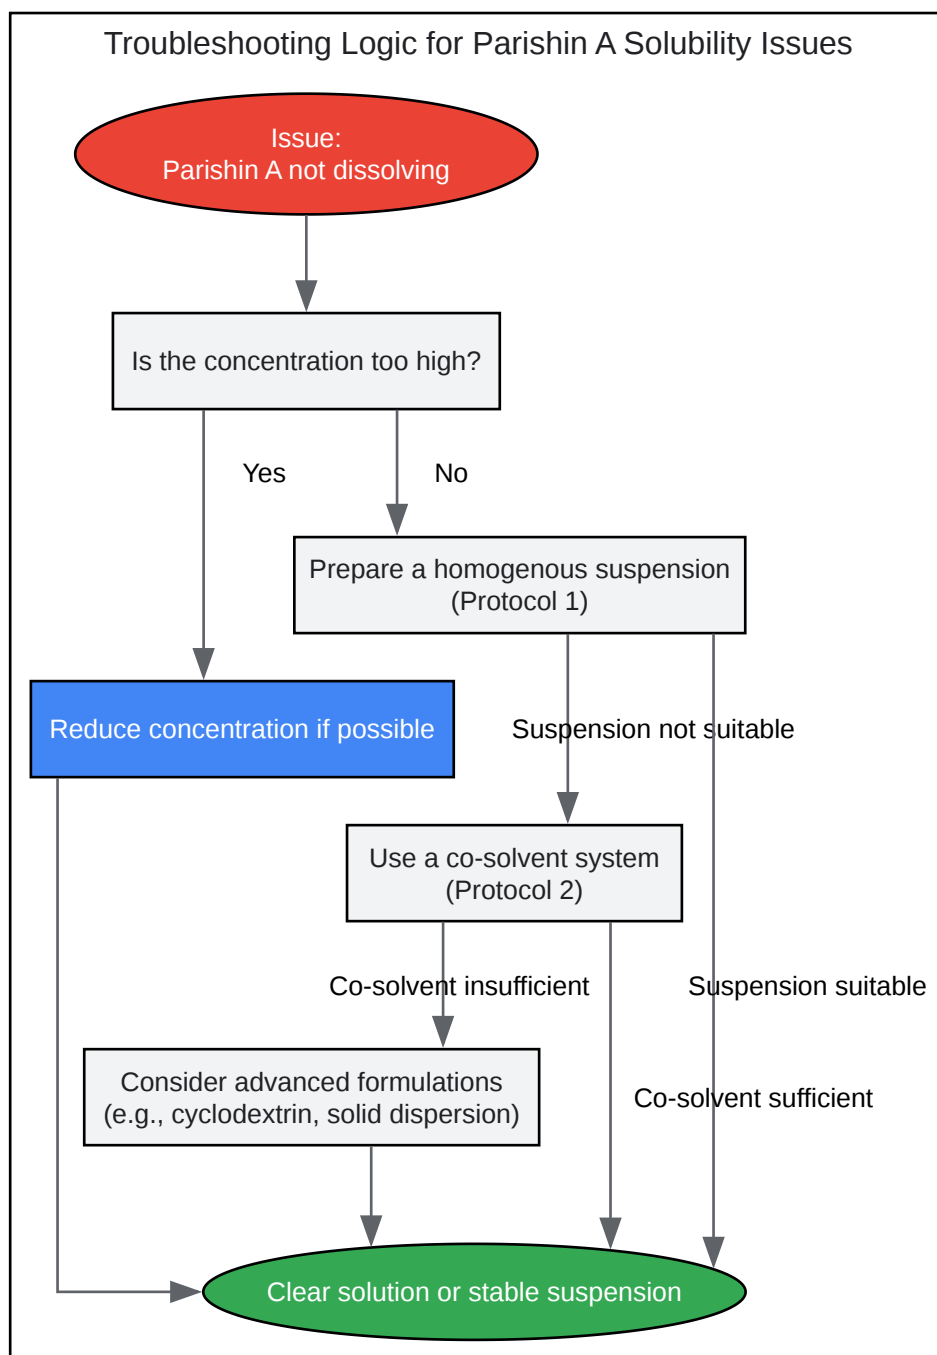 Troubleshooting Logic for Parishin A Solubility Issues
Issue:
Parishin A not dissolving
Is the concentration too high?
Yes
No
Prepare a homogenous suspension
(Protocol 1)
Reduce concentration if possible
Suspension not suitable
Use a co-solvent system
(Protocol 2)
Co-solvent insufficient
Suspension suitable
Consider advanced formulations
(e.g., cyclodextrin, solid dispersion)
Co-solvent sufficient
Clear solution or stable suspension